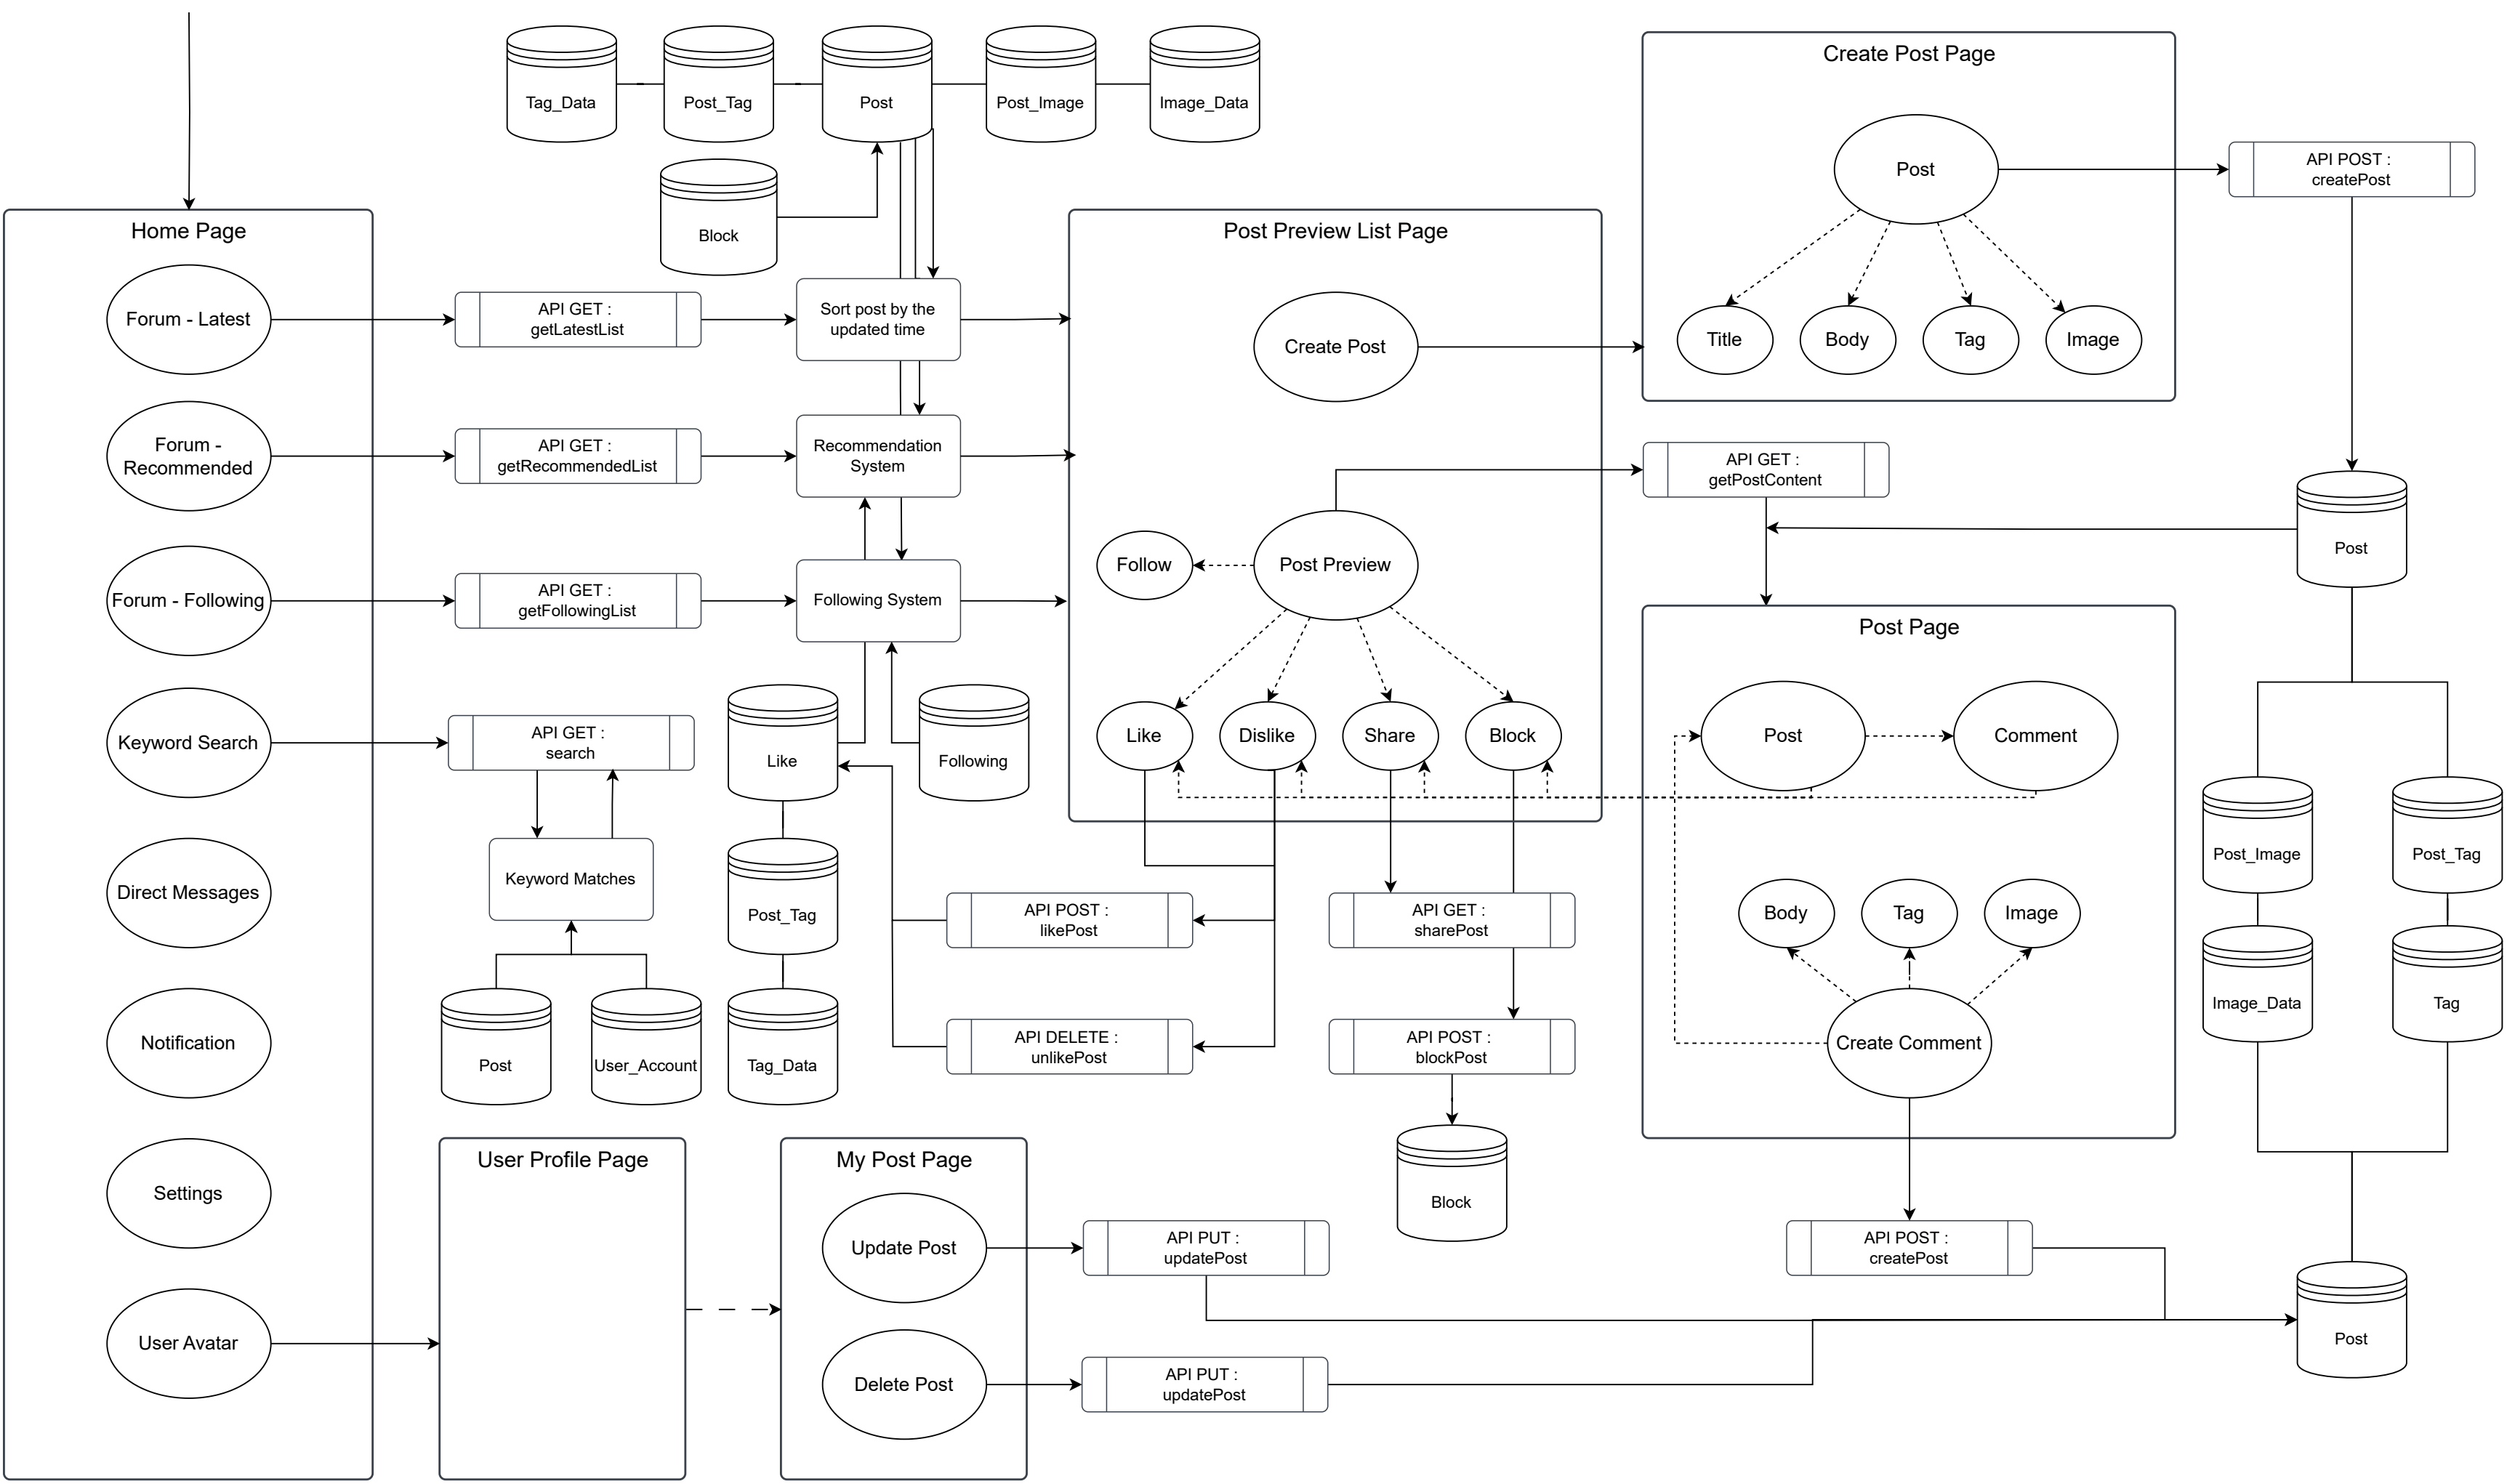 Tag_Data
Post_Tag
Post
Post_Image
Image_Data
Block
Home Page
Forum - Latest
Forum -
Recommended
Forum - Following
Keyword Search
Direct Messages
Notification
Settings
User Avatar
API GET :
getLatestList
API GET :
getRecommendedList
API GET :
getFollowingList
API GET :
search
Keyword Matches
Post
User_Account
Sort post by the
updated time
Recommendation
System
Following System
Like
Following
Post_Tag
Tag_Data
Post Preview List Page
Create Post
Post Preview
Follow
Like
Dislike
Share
Block
API POST :
likePost
API DELETE :
unlikePost
API GET :
sharePost
API POST :
blockPost
Block
Create Post Page
Post
Title
Body
Tag
Image
API POST :
createPost
API GET :
getPostContent
Post
Post Page
Post
Comment
Body
Tag
Image
Create Comment
API POST :
createPost
Post_Image
Post_Tag
Image_Data
Tag
Post
User Profile Page
My Post Page
Update Post
Delete Post
API PUT :
updatePost
API PUT :
updatePost